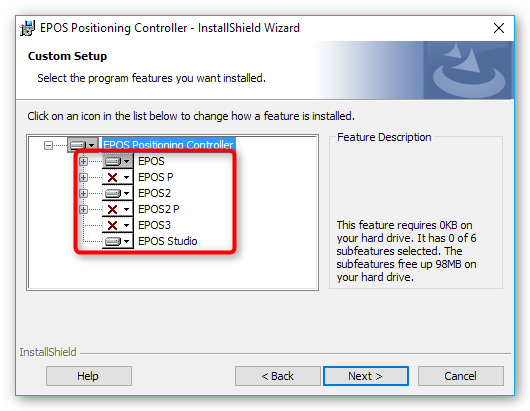 EPOS Positioning Controller - InstallShield Wizard
Custom Setup
Select the program features you want installed.
Click on an icon in the list below to change how a feature is installed.
EPOS Positioning Controller
EPOS
EPOS P
EPOS2
EPOS2 P
EPOS3
EPOS Studio
Feature Description
This feature requires 0KB on
your hard drive. It has 0 of 6
subfeatures selected. The
subfeatures free up 98MB on
your hard drive.
InstallShield
Help
< Back
Next >
Cancel